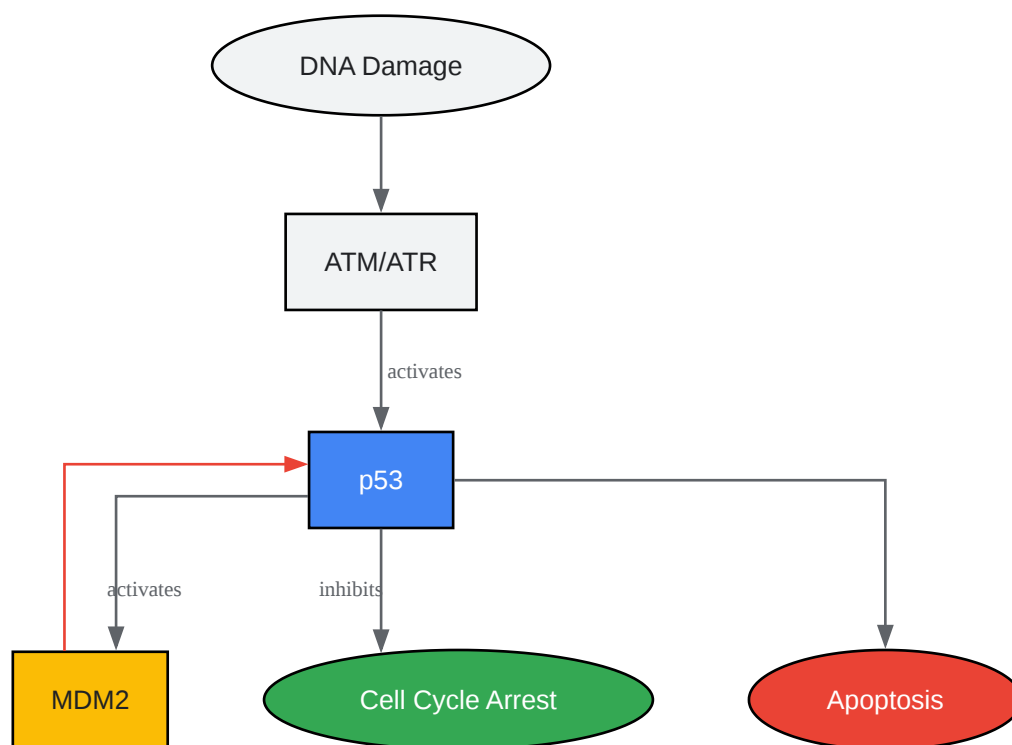 DNA Damage
ATM/ATR
activates
p53
activates
inhibits
MDM2
Cell Cycle Arrest
Apoptosis